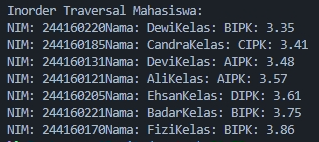 Inorder Traversal Mahasiswa:
NIM: 244160220Nama: DewiKelas: BIPK: 3.35
NIM: 244160185Nama: CandraKelas: CIPK: 3.41
NIM: 244160131Nama: DeviKelas: AIPK: 3.48
NIM: 244160121Nama: AliKelas: AIPK: 3.57
NIM: 244160205Nama: EhsanKelas: DIPK: 3.61
NIM: 244160221Nama: BadarKelas: BIPK: 3.75
NIM: 244160170Nama: FiziKelas: BIPK: 3.86